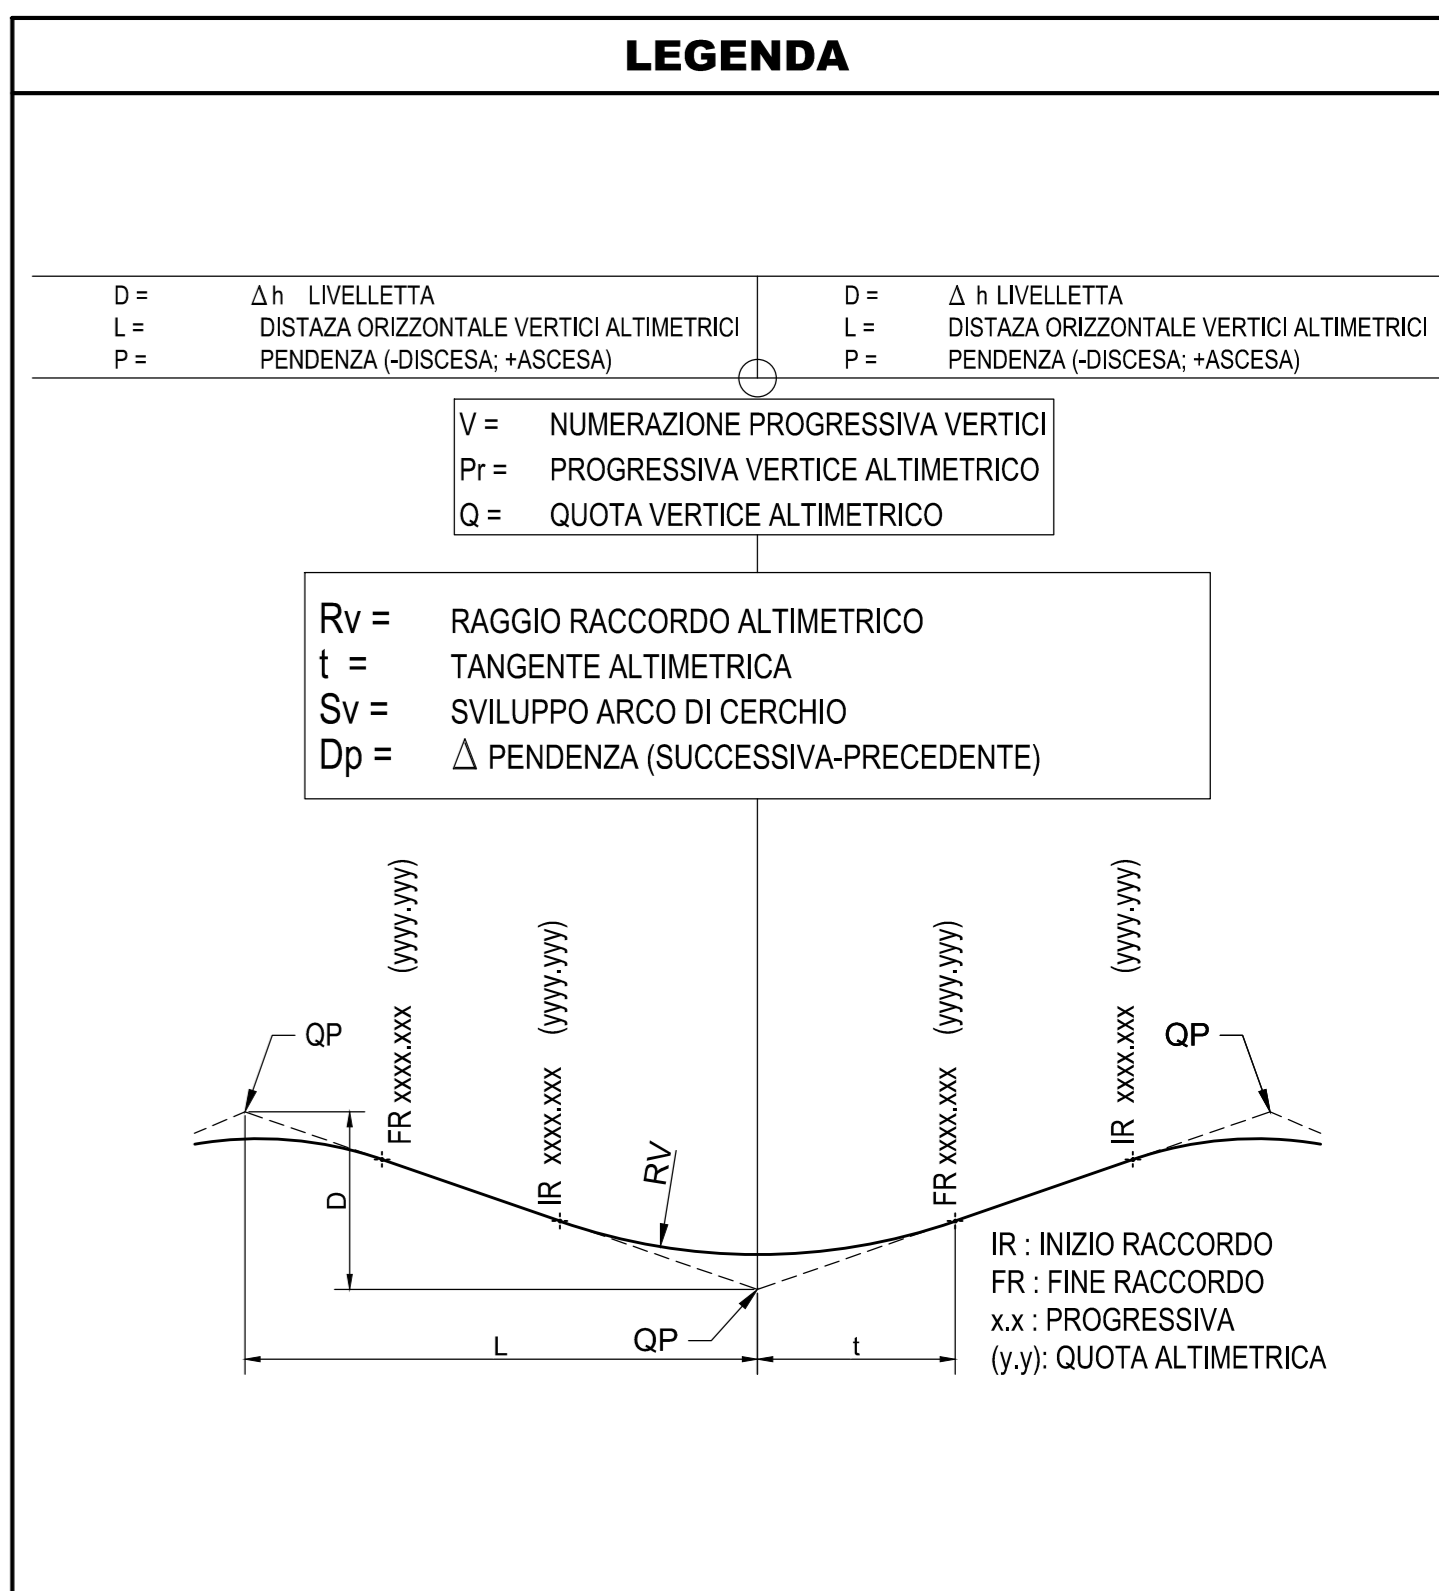 LEGENDA
D = Δ h LIVELLETTA
L = DISTAZA ORIZZONTALE VERTICI ALTIMETRICI
P = PENDENZA (-DISCESA; +ASCESA)
D = Δ h LIVELLETTA
L = DISTAZA ORIZZONTALE VERTICI ALTIMETRICI
P = PENDENZA (-DISCESA; +ASCESA)
V = NUMERAZIONE PROGRESSIVA VERTICI
Pr = PROGRESSIVA VERTICE ALTIMETRICO
Q = QUOTA VERTICE ALTIMETRICO
Rv = RAGGIO RACCORDO ALTIMETRICO
t = TANGENTE ALTIMETRICA
Sv = SVILUPPO ARCO DI CERCHIO
Dp = Δ PENDENZA (SUCCESSIVA-PRECEDENTE)
QP
FR xxxx.xxx (yyyy.yyy)
IR xxxx.xxx (yyyy.yyy)
FR xxxx.xxx (yyyy.yyy)
IR xxxx.xxx (yyyy.yyy)
QP
D
RV
QP
L
t
IR : INIZIO RACCORDO
FR : FINE RACCORDO
x.x : PROGRESSIVA
(y.y): QUOTA ALTIMETRICA